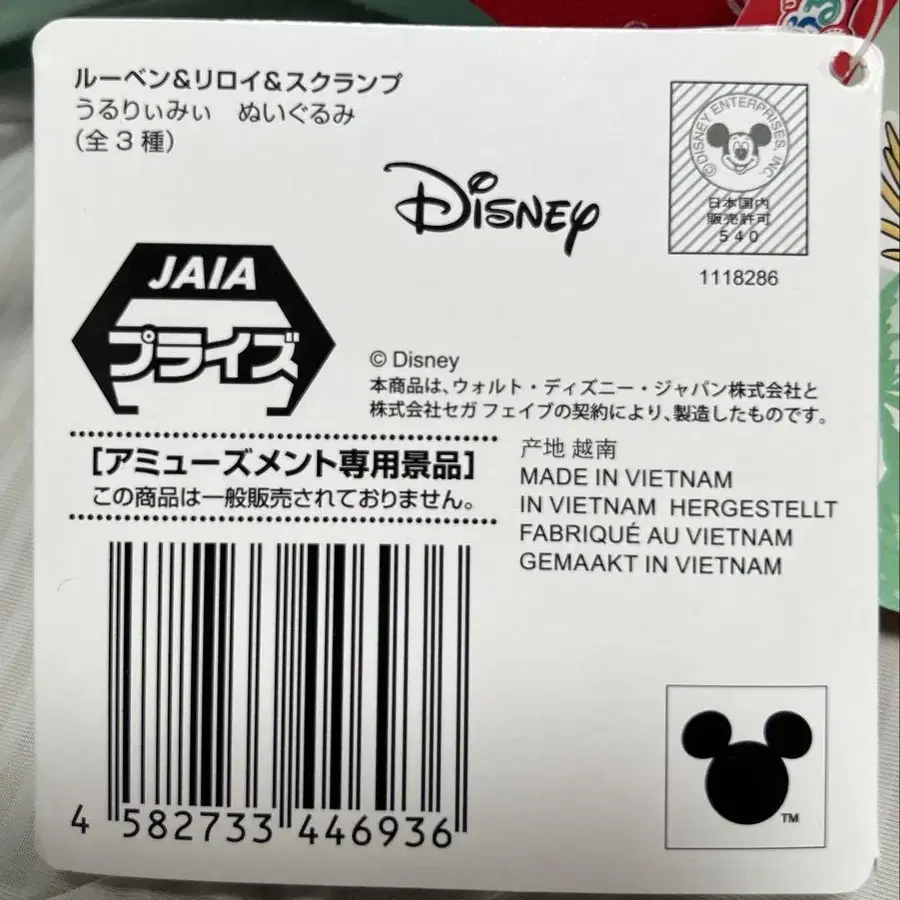 ルーベン&リロイ&スクランプ
うるりぃみぃ ぬいぐるみ
(全3種)
Disney
©DISNEY ENTERPRISES, INC.
日本国内
販売許可
540
1118286
JAIA
プライズ
© Disney
本商品は、ウォルト・ディズニー・ジャパン株式会社と
株式会社セガ フェイブの契約により、製造したものです。
[アミューズメント専用景品]
この商品は一般販売されておりません。
产地 越南
MADE IN VIETNAM
IN VIETNAM HERGESTELLT
FABRIQUÉ AU VIETNAM
GEMAAKT IN VIETNAM
4 582733 446936
TM